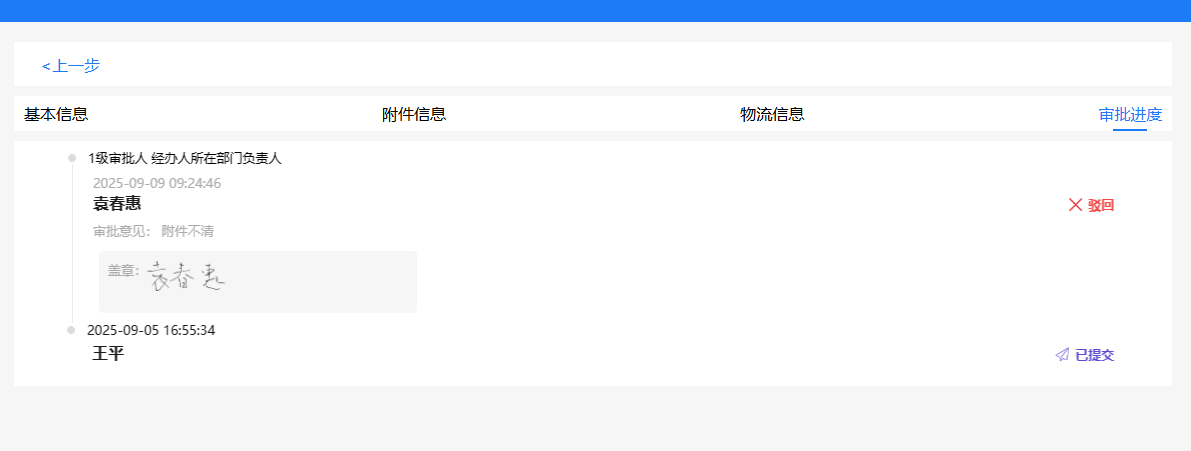 <上一步
基本信息 附件信息 物流信息 审批进度
1级审批人 经办人所在部门负责人
2025-09-09 09:24:46
袁春惠 驳回
审批意见: 附件不清
盖章: 袁春惠
2025-09-05 16:55:34
王平 已提交